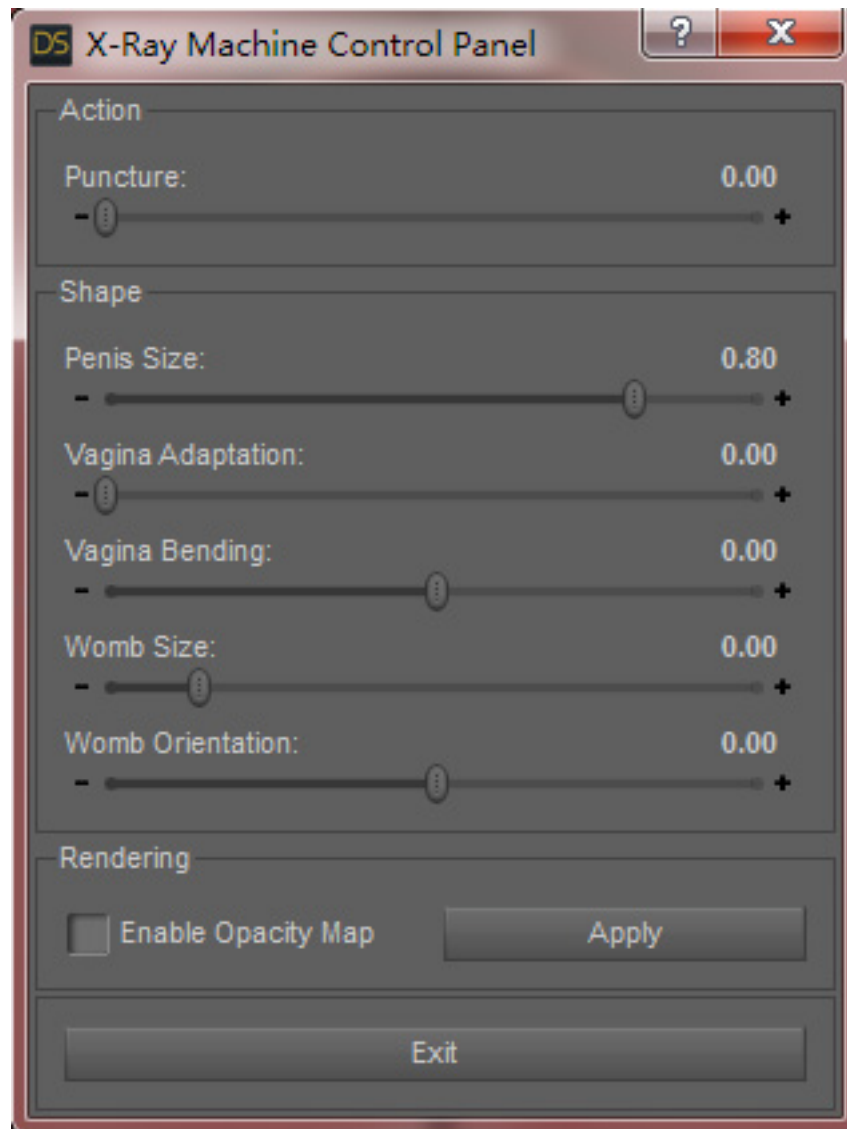 DS X-Ray Machine Control Panel ? X
Action
Puncture: 0.00
- +
Shape
Penis Size: 0.80
- +
Vagina Adaptation: 0.00
- +
Vagina Bending: 0.00
- +
Womb Size: 0.00
- +
Womb Orientation: 0.00
- +
Rendering
Enable Opacity Map Apply
Exit